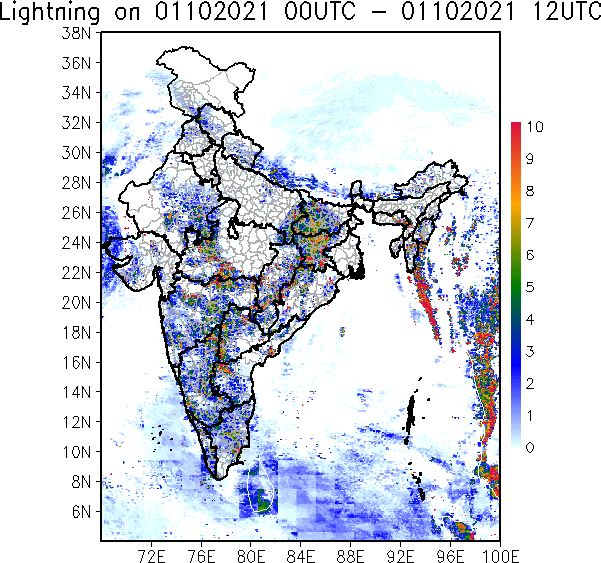 Lightning on 01102021 00UTC – 01102021 12UTC
38N
36N
34N
32N
30N
28N
26N
24N
22N
20N
18N
16N
14N
12N
10N
8N
6N
72E 76E 80E 84E 88E 92E 96E 100E
10
9
8
7
6
5
4
3
2
1
0